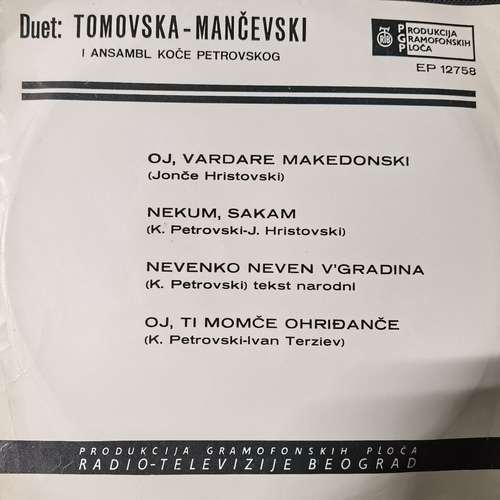 Duet: TOMOVSKA-MANČEVSKI
I ANSAMBL KOČE PETROVSKOG
PGP
RTB
PRODUKCIJA
GRAMOFONSKIH
PLOČA
EP 12758
OJ, VARDARE MAKEDONSKI
(Jonče Hristovski)
NEKUM, SAKAM
(K. Petrovski-J. Hristovski)
NEVENKO NEVEN V'GRADINA
(K. Petrovski) tekst narodni
OJ, TI MOMČE OHRIĐANČE
(K. Petrovski-Ivan Terziev)
PRODUKCIJA GRAMOFONSKIH PLOČA
RADIO-TELEVIZIJE BEOGRAD